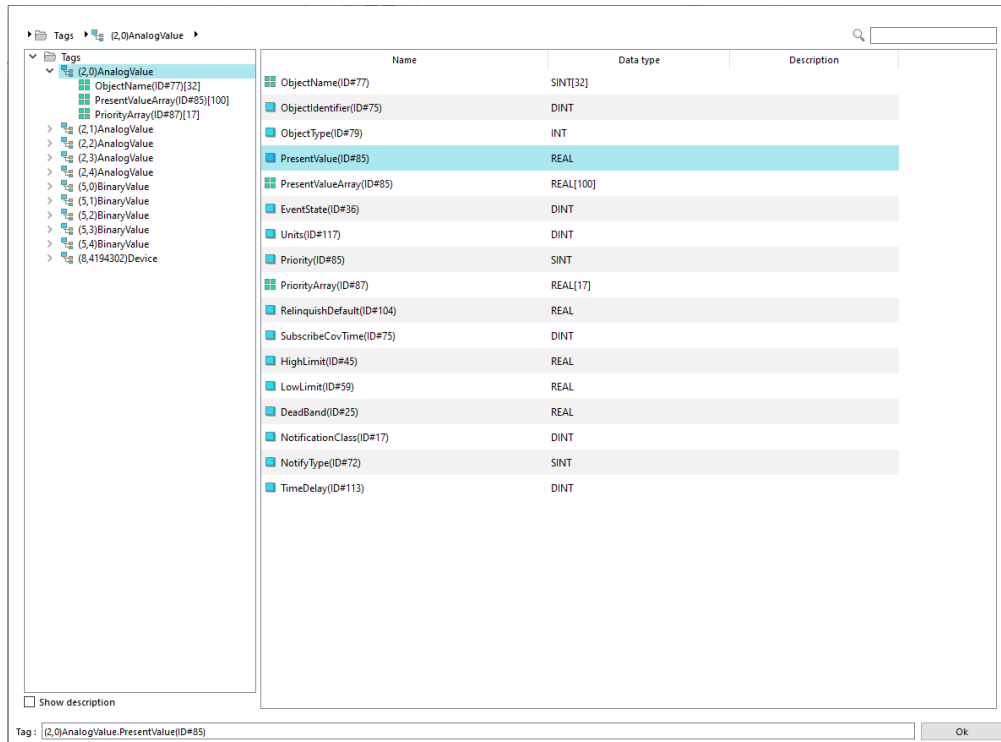 Tags (2,0)AnalogValue
Tags
(2,0)AnalogValue
ObjectName(ID#77)[32]
PresentValueArray(ID#85)[100]
PriorityArray(ID#87)[17]
(2,1)AnalogValue
(2,2)AnalogValue
(2,3)AnalogValue
(2,4)AnalogValue
(5,0)BinaryValue
(5,1)BinaryValue
(5,2)BinaryValue
(5,3)BinaryValue
(5,4)BinaryValue
(8,4194302)Device
Name Data type Description
ObjectName(ID#77) SINT[32]
ObjectIdentifier(ID#75) DINT
ObjectType(ID#79) INT
PresentValue(ID#85) REAL
PresentValueArray(ID#85) REAL[100]
EventState(ID#36) DINT
Units(ID#117) DINT
Priority(ID#85) SINT
PriorityArray(ID#87) REAL[17]
RelinquishDefault(ID#104) REAL
SubscribeCovTime(ID#75) DINT
HighLimit(ID#45) REAL
LowLimit(ID#59) REAL
DeadBand(ID#25) REAL
NotificationClass(ID#17) DINT
NotifyType(ID#72) SINT
TimeDelay(ID#113) DINT
Show description
Tag : (2,0)AnalogValue.PresentValue(ID#85) Ok